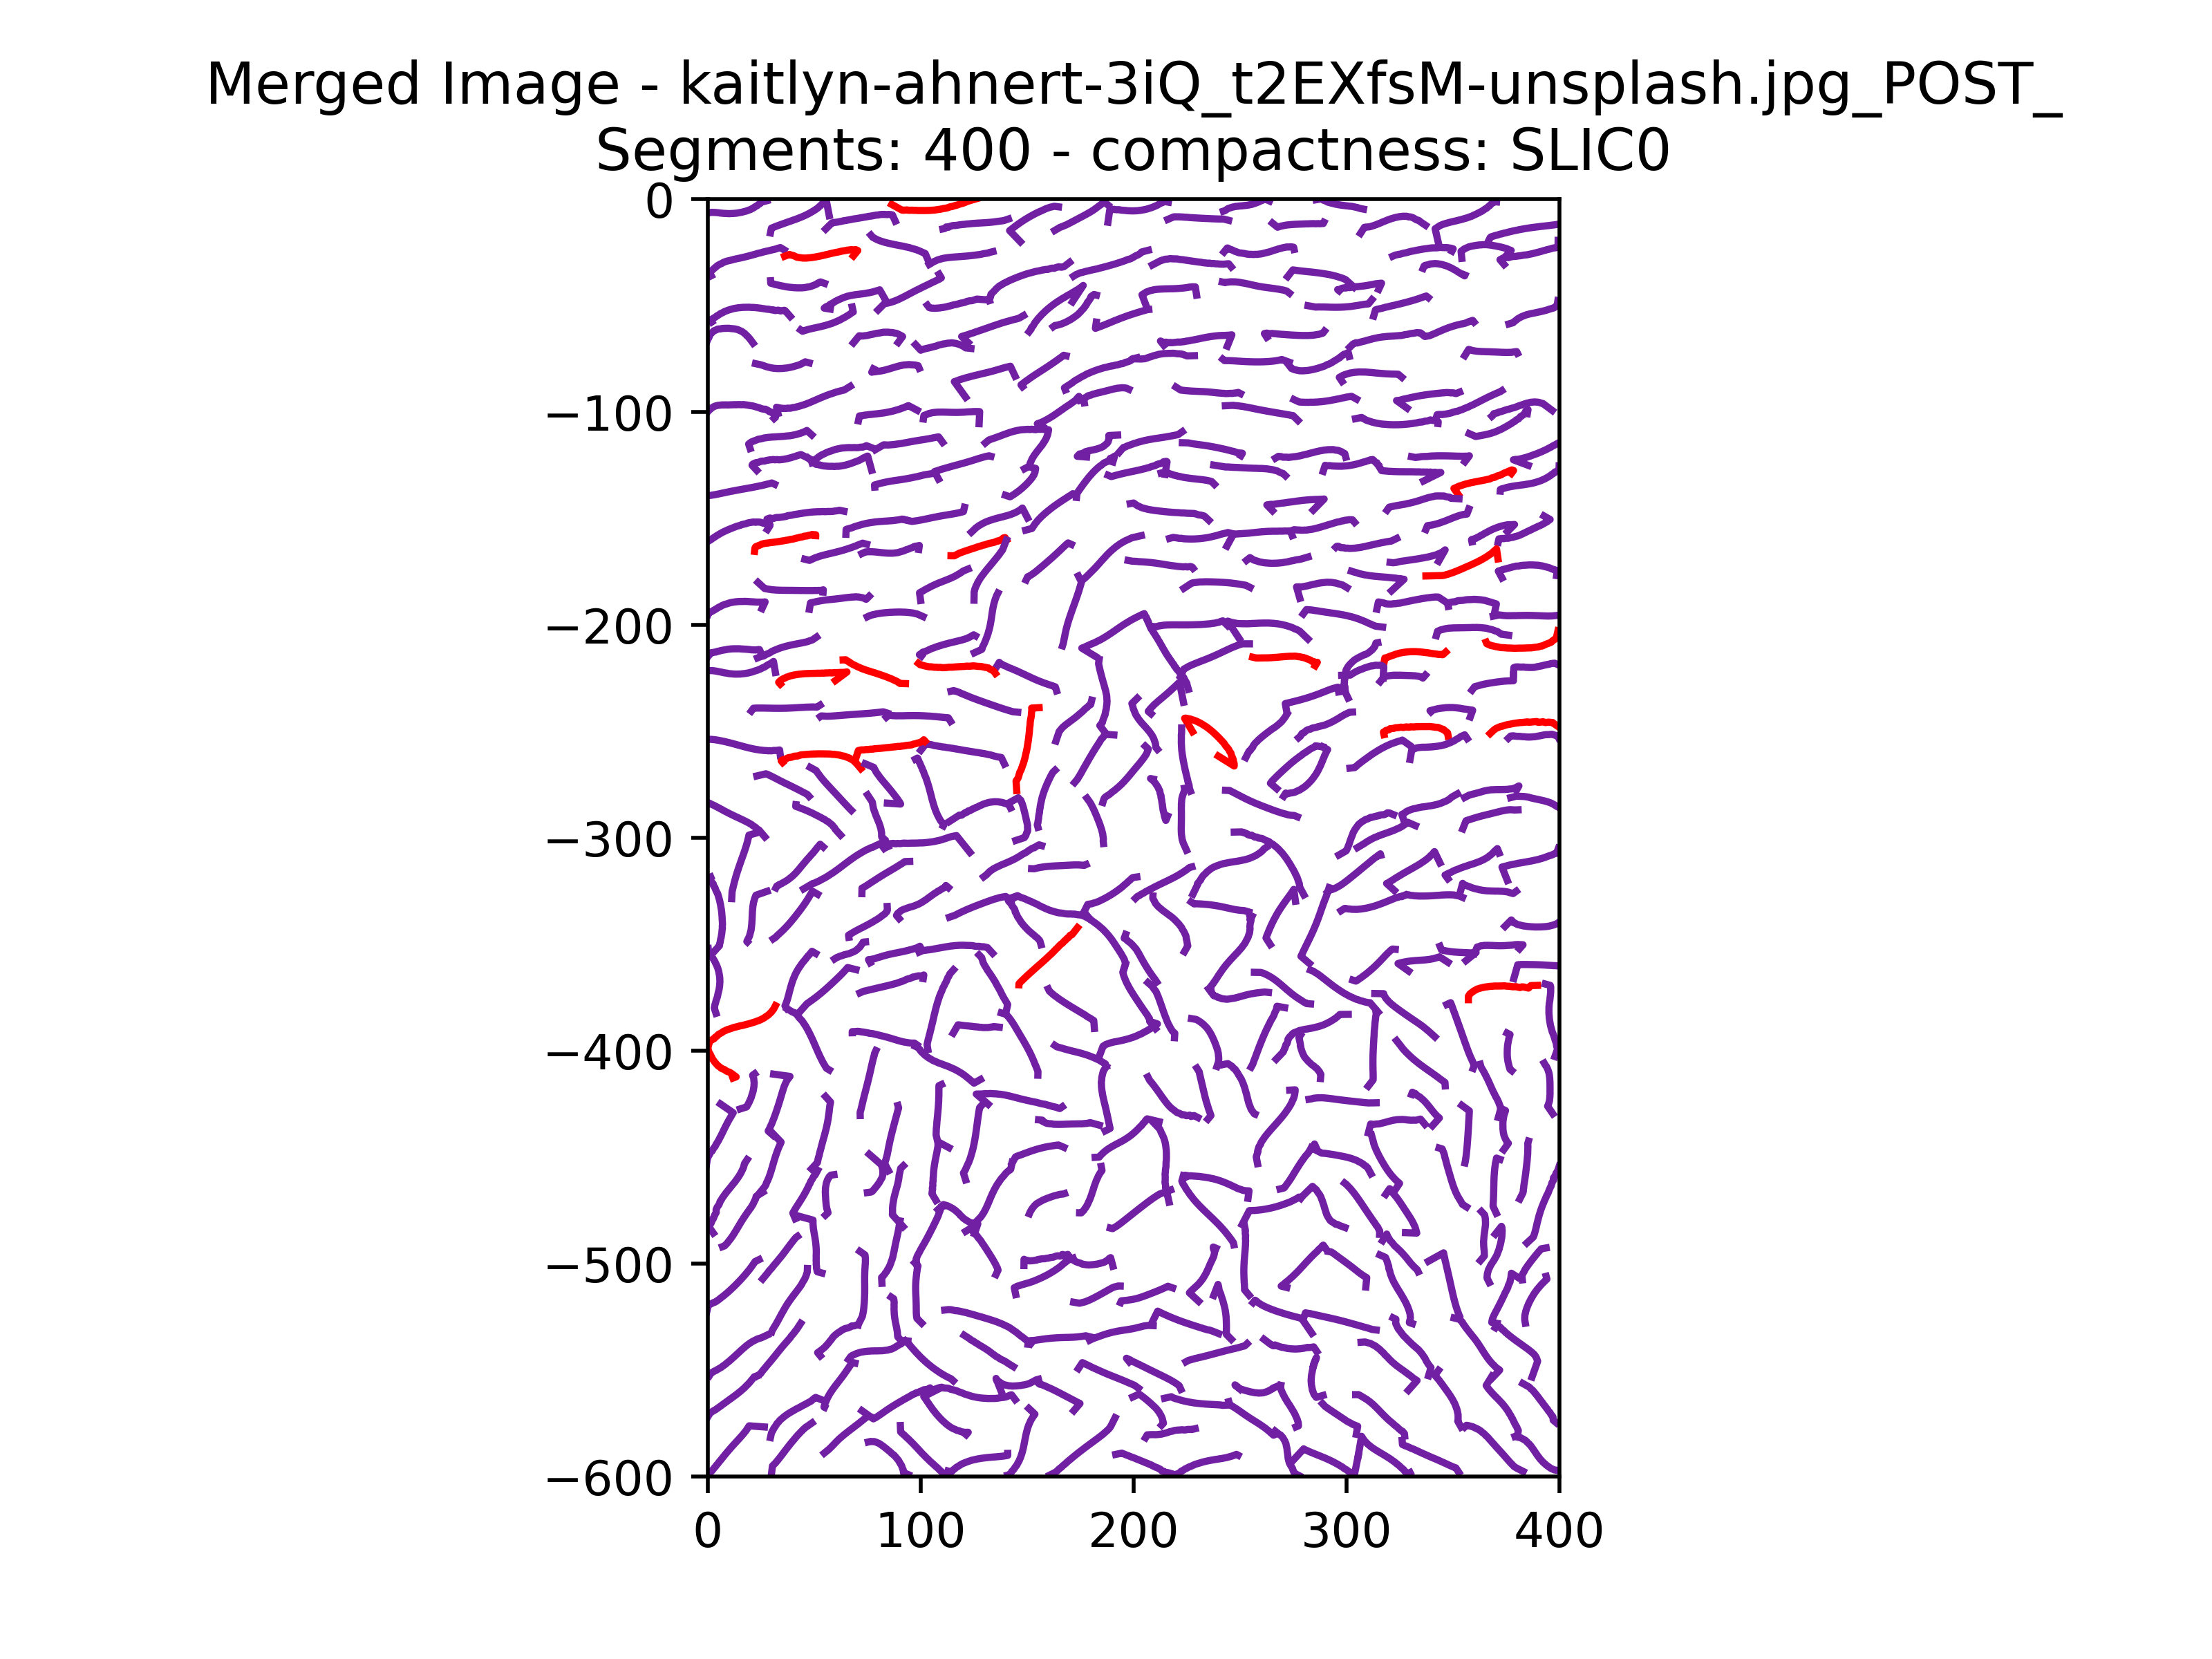 Merged Image - kaitlyn-ahnert-3iQ_t2EXfsM-unsplash.jpg_POST_
Segments: 400 - compactness: SLIC0
0
−100
−200
−300
−400
−500
−600
0 100 200 300 400